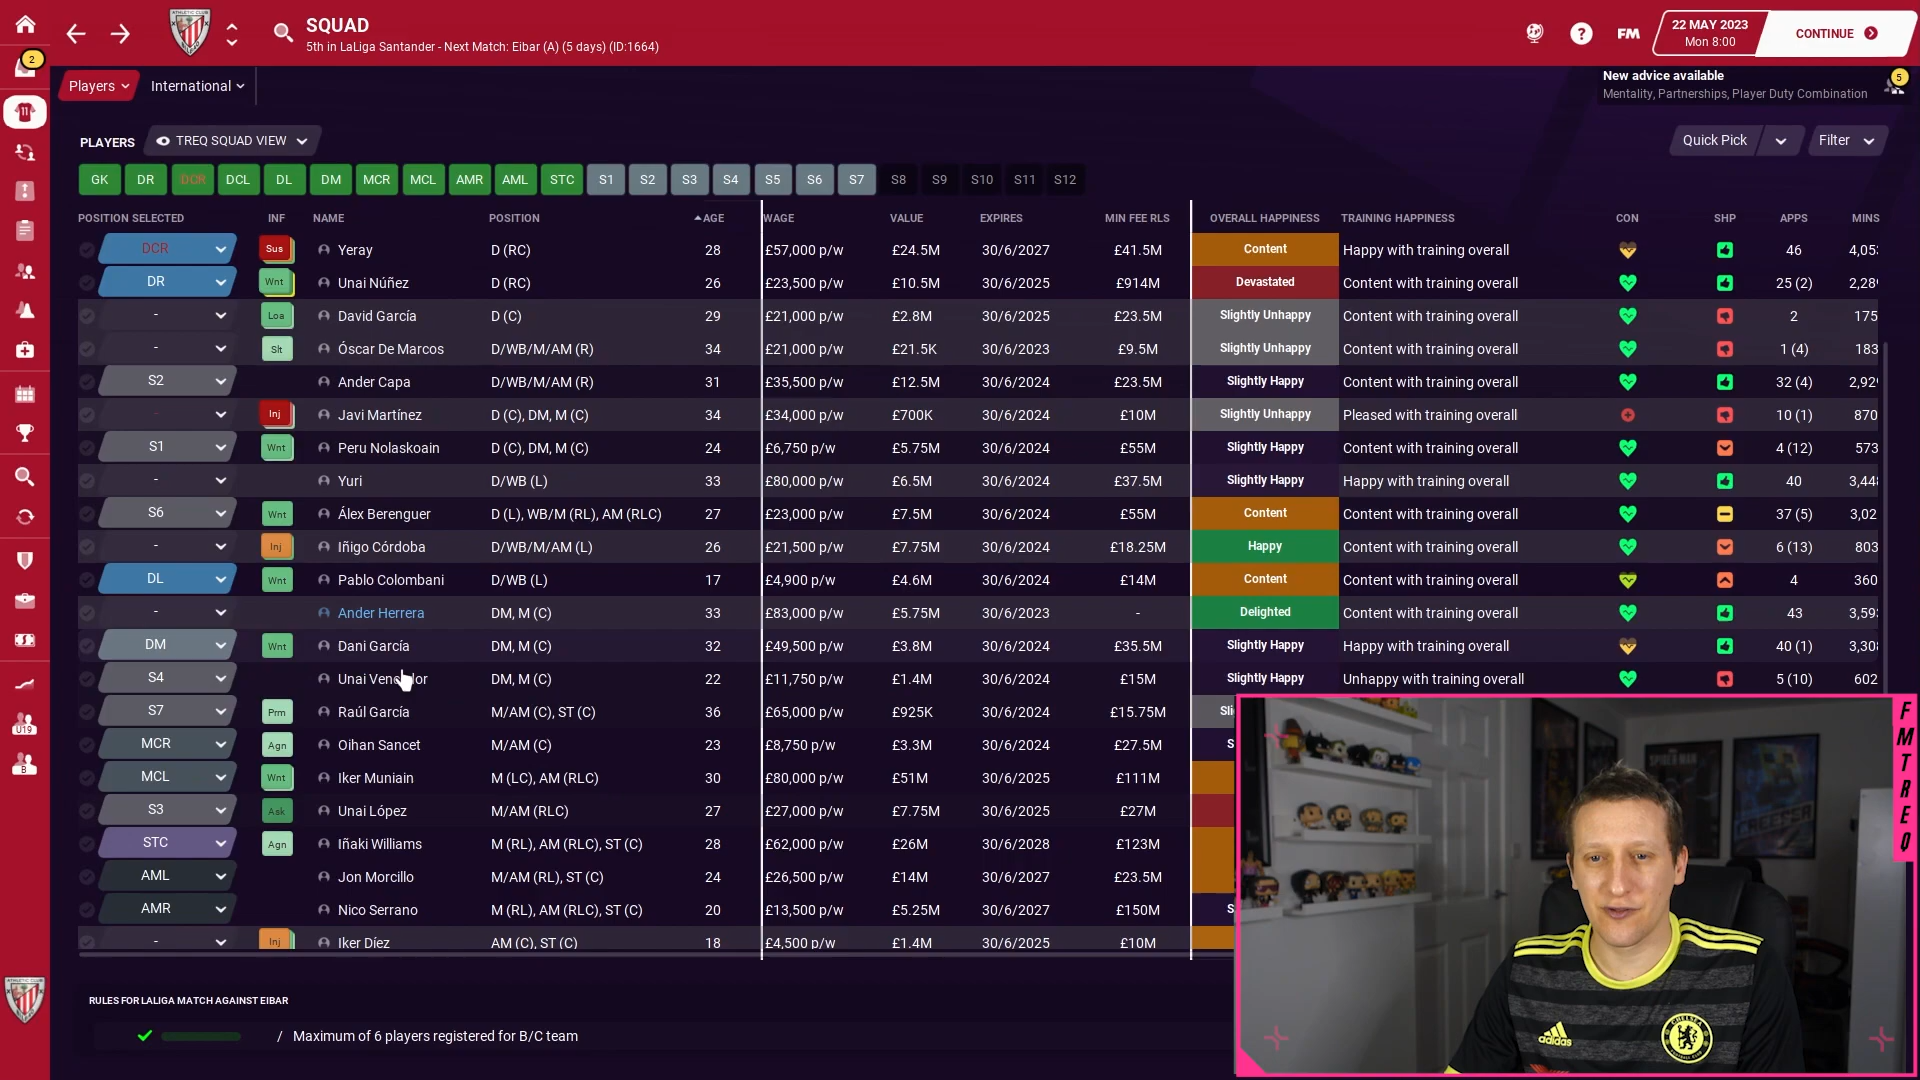 SQUAD
5th in LaLiga Santander - Next Match: Eibar (A) (5 days) (ID:1664)
FM
22 MAY 2023
Mon 8:00
CONTINUE
2
Players
International
New advice available
Mentality, Partnerships, Player Duty Combination
5
PLAYERS
TREQ SQUAD VIEW
Quick Pick
Filter
GK DR DCR DCL DL DM MCR MCL AMR AML STC S1 S2 S3 S4 S5 S6 S7 S8 S9 S10 S11 S12
POSITION SELECTED INF NAME POSITION AGE WAGE VALUE EXPIRES MIN FEE RLS OVERALL HAPPINESS TRAINING HAPPINESS CON SHP APPS MINS
DCR Sus Yeray D (RC) 28 £57,000 p/w £24.5M 30/6/2027 £41.5M Content Happy with training overall 46 4,05
DR Wnt Unai Núñez D (RC) 26 £23,500 p/w £10.5M 30/6/2025 £914M Devastated Content with training overall 25 (2) 2,28
- Loa David García D (C) 29 £21,000 p/w £2.8M 30/6/2025 £23.5M Slightly Unhappy Content with training overall 2 175
- Slt Óscar De Marcos D/WB/M/AM (R) 34 £21,000 p/w £21.5K 30/6/2023 £9.5M Slightly Unhappy Content with training overall 1 (4) 183
S2 Ander Capa D/WB/M/AM (R) 31 £35,500 p/w £12.5M 30/6/2024 £23.5M Slightly Happy Content with training overall 32 (4) 2,92
- Inj Javi Martínez D (C), DM, M (C) 34 £34,000 p/w £700K 30/6/2024 £10M Slightly Unhappy Pleased with training overall 10 (1) 870
S1 Wnt Peru Nolaskoain D (C), DM, M (C) 24 £6,750 p/w £5.75M 30/6/2024 £55M Slightly Happy Content with training overall 4 (12) 573
- Yuri D/WB (L) 33 £80,000 p/w £6.5M 30/6/2024 £37.5M Slightly Happy Happy with training overall 40 3,44
S6 Wnt Álex Berenguer D (L), WB/M (RL), AM (RLC) 27 £23,000 p/w £7.5M 30/6/2024 £55M Content Content with training overall 37 (5) 3,02
- Inj Iñigo Córdoba D/WB/M/AM (L) 26 £21,500 p/w £7.75M 30/6/2024 £18.25M Happy Content with training overall 6 (13) 803
DL Wnt Pablo Colombani D/WB (L) 17 £4,900 p/w £4.6M 30/6/2024 £14M Content Content with training overall 4 360
- Ander Herrera DM, M (C) 33 £83,000 p/w £5.75M 30/6/2023 - Delighted Content with training overall 43 3,59
DM Wnt Dani García DM, M (C) 32 £49,500 p/w £3.8M 30/6/2024 £35.5M Slightly Happy Happy with training overall 40 (1) 3,30
S4 Unai DM, M (C) 22 £11,750 p/w £1.4M 30/6/2024 £15M Slightly Happy Unhappy with training overall 5 (10) 602
S7 Prm Raúl García M/AM (C), ST (C) 36 £65,000 p/w £925K 30/6/2024 £15.75M Sli
MCR Agn Oihan Sancet M/AM (C) 23 £8,750 p/w £3.3M 30/6/2024 £27.5M S
MCL Wnt Iker Muniain M (LC), AM (RLC) 30 £80,000 p/w £51M 30/6/2025 £111M
S3 Ask Unai López M/AM (RLC) 27 £27,000 p/w £7.75M 30/6/2025 £27M
STC Agn Iñaki Williams M (RL), AM (RLC), ST (C) 28 £62,000 p/w £26M 30/6/2028 £123M
AML Jon Morcillo M/AM (RL), ST (C) 24 £26,500 p/w £14M 30/6/2027 £23.5M
AMR Nico Serrano M (RL), AM (RLC), ST (C) 20 £13,500 p/w £5.25M 30/6/2027 £150M S
- Inj Iker Díez AM (C), ST (C) 18 £4,500 p/w £1.4M 30/6/2025 £10M
RULES FOR LALIGA MATCH AGAINST EIBAR
/ Maximum of 6 players registered for B/C team
U19
B
FMTREQ
adidas
CHELSEA